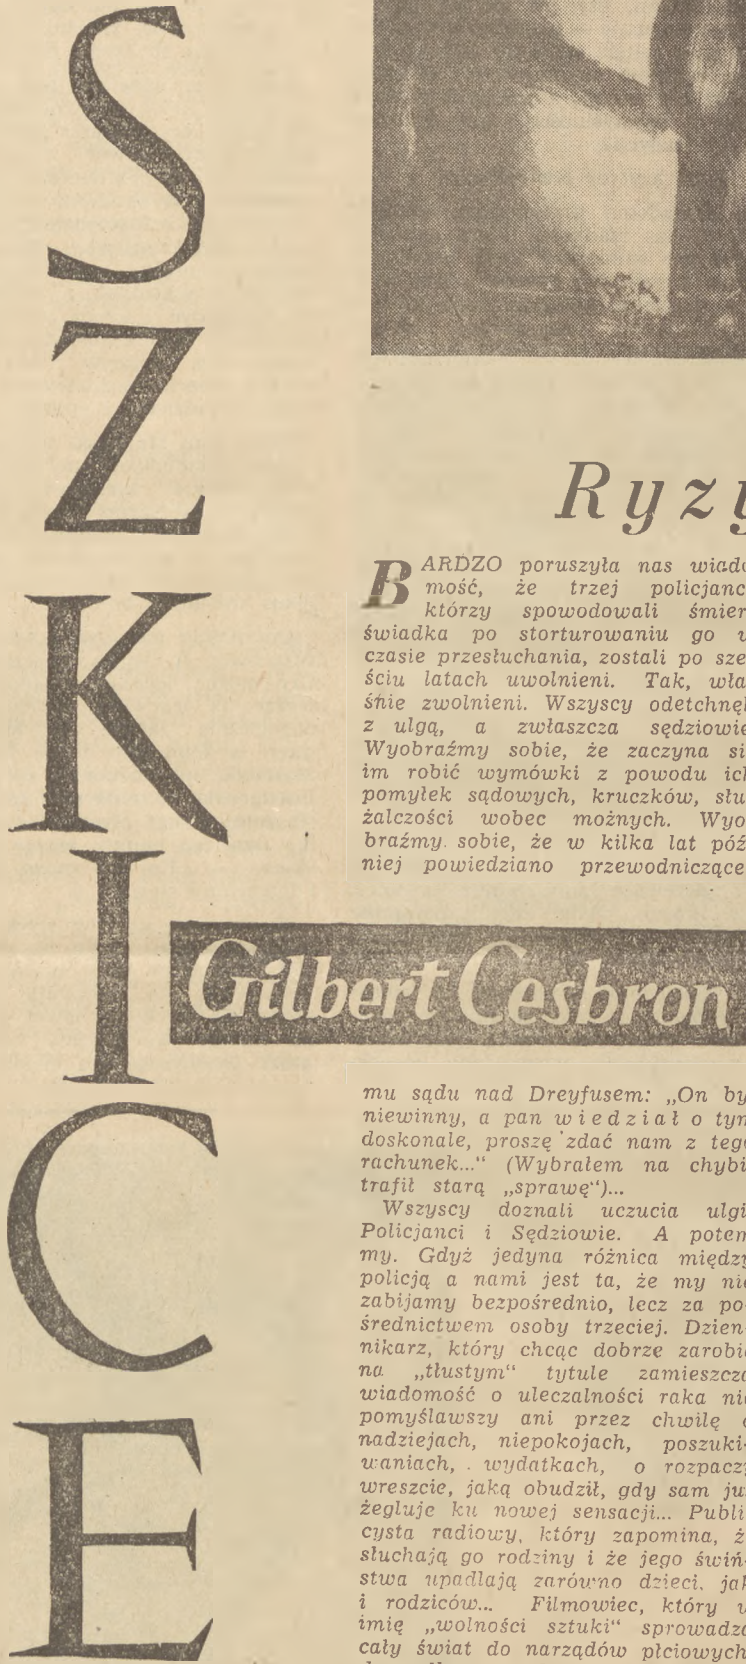 SZKICE
Ryzy
BARDZO poruszyła nas wiado
mość, że trzej policjanc
którzy spowodowali śmier
świadka po storturowaniu go w
czasie przesłuchania, zostali po sze
ściu latach uwolnieni. Tak, wła
śnie zwolnieni. Wszyscy odetchnęl
z ulgą, a zwłaszcza sędziowie
Wyobraźmy sobie, że zaczyna si
im robić wymówki z powodu ich
pomyłek sądowych, kruczków, słu
żalczości wobec możnych. Wyo
braźmy sobie, że w kilka lat póź
niej powiedziano przewodniczące
Gilbert Cesbron
mu sądu nad Dreyfusem: „On by
niewinny, a pan wiedział o tym
doskonale, proszę zdać nam z tego
rachunek...“ (Wybrałem na chybi
trafił starą „sprawę“)...
Wszyscy doznali uczucia ulgi
Policjanci i Sędziowie. A potem
my. Gdyż jedyna różnica między
policją a nami jest ta, że my nie
zabijamy bezpośrednio, lecz za po-
średnictwem osoby trzeciej. Dzien-
nikarz, który chcąc dobrze zarobić
na „tłustym“ tytule zamieszcza
wiadomość o uleczalności raka nie
pomyślawszy ani przez chwilę o
nadziejach, niepokojach, poszuki-
waniach, wydatkach, o rozpaczy
wreszcie, jaką obudził, gdy sam ju
żegluje ku nowej sensacji... Publi
cysta radiowy, który zapomina, ż
słuchają go rodziny i że jego świń-
stwa upadlają zarówno dzieci, jak
i rodziców... Filmowiec, który w
imię „wolności sztuki“ sprowadza
cały świat do narządów płciowych